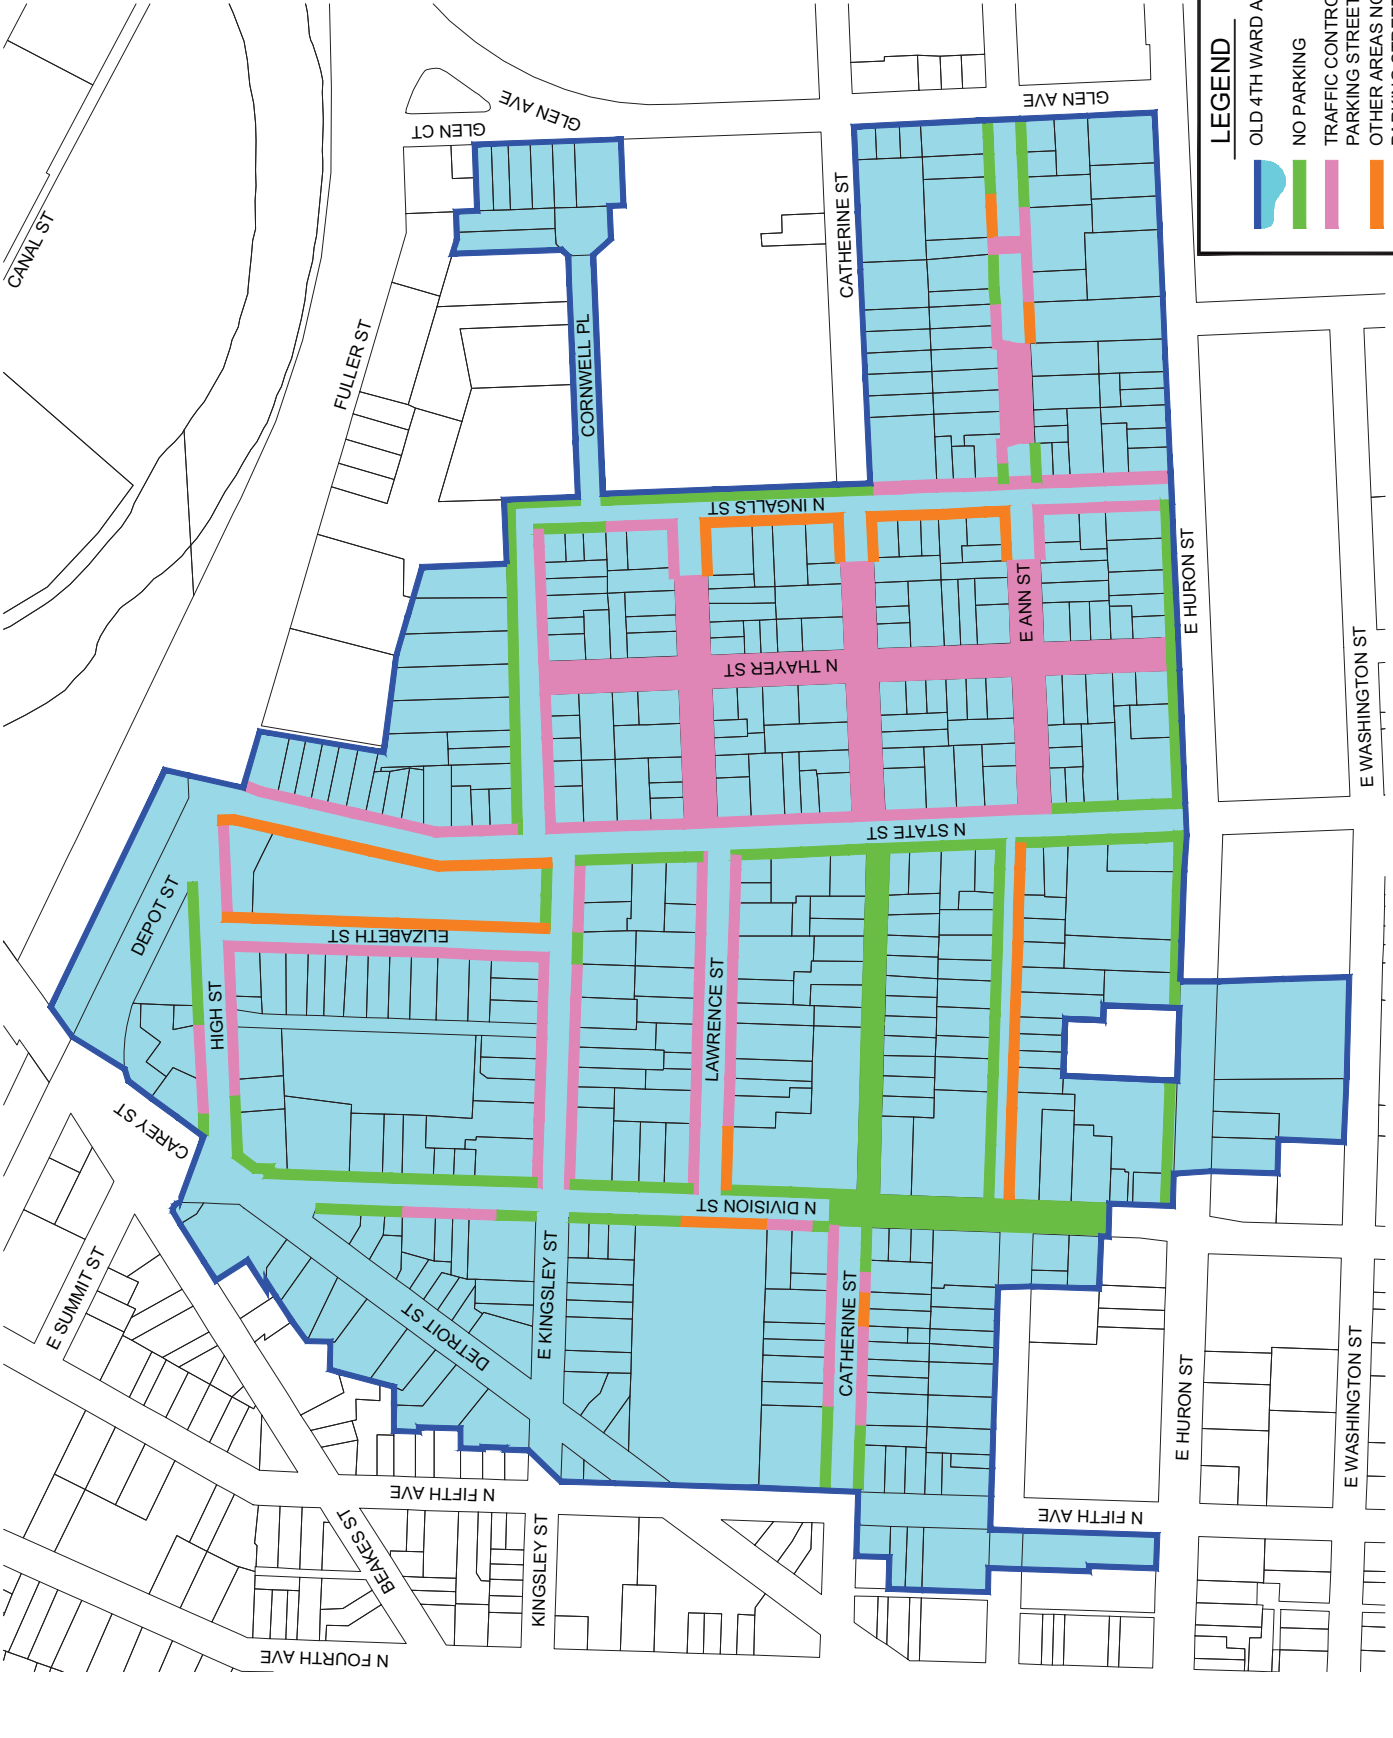 LEGEND
OLD 4TH WARD A
NO PARKING
TRAFFIC CONTRO
PARKING STREET
OTHER AREAS NO
CANAL ST
GLEN CT
GLEN AVE
GLEN AVE
CATHERINE ST
FULLER ST
CORNWELL PL
N INGALLS ST
E HURON ST
E ANN ST
N THAYER ST
E WASHINGTON ST
N STATE ST
DEPOT ST
ELIZABETH ST
HIGH ST
LAWRENCE ST
CAREY ST
N DIVISION ST
E SUMMIT ST
DETROIT ST
E KINGSLEY ST
CATHERINE ST
E HURON ST
E WASHINGTON ST
N FIFTH AVE
N FIFTH AVE
BEAKES ST
KINGSLEY ST
N FOURTH AVE